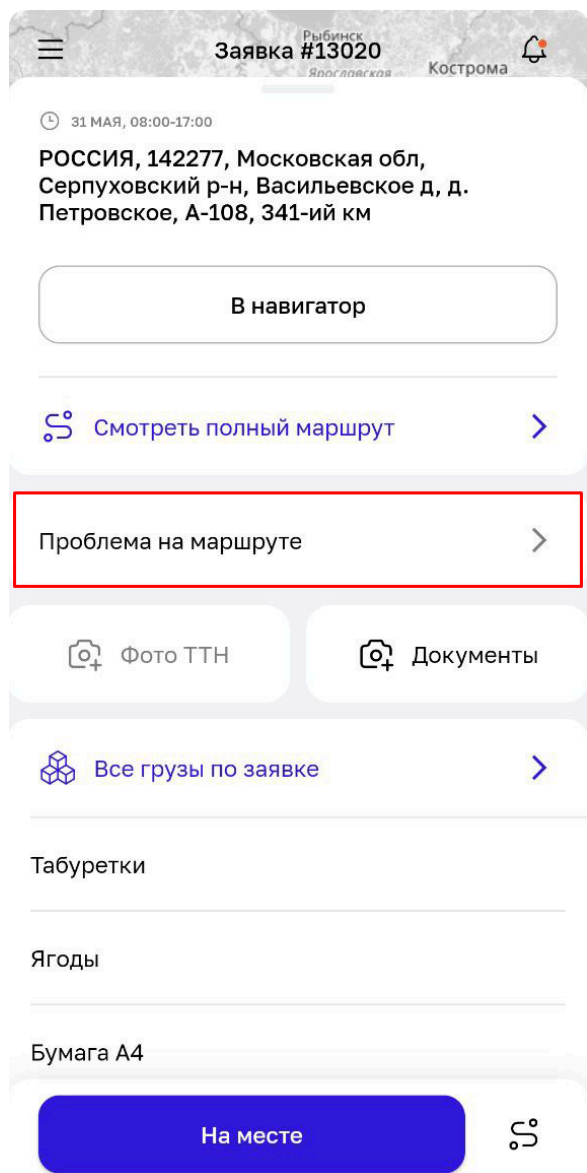 Рыбинск
Заявка #13020
Ярославская
Кострома
31 МАЯ, 08:00-17:00
РОССИЯ, 142277, Московская обл,
Серпуховский р-н, Васильевское д, д.
Петровское, А-108, 341-ий км
В навигатор
Смотреть полный маршрут
Проблема на маршруте
Фото ТТН
Документы
Все грузы по заявке
Табуретки
Ягоды
Бумага А4
На месте